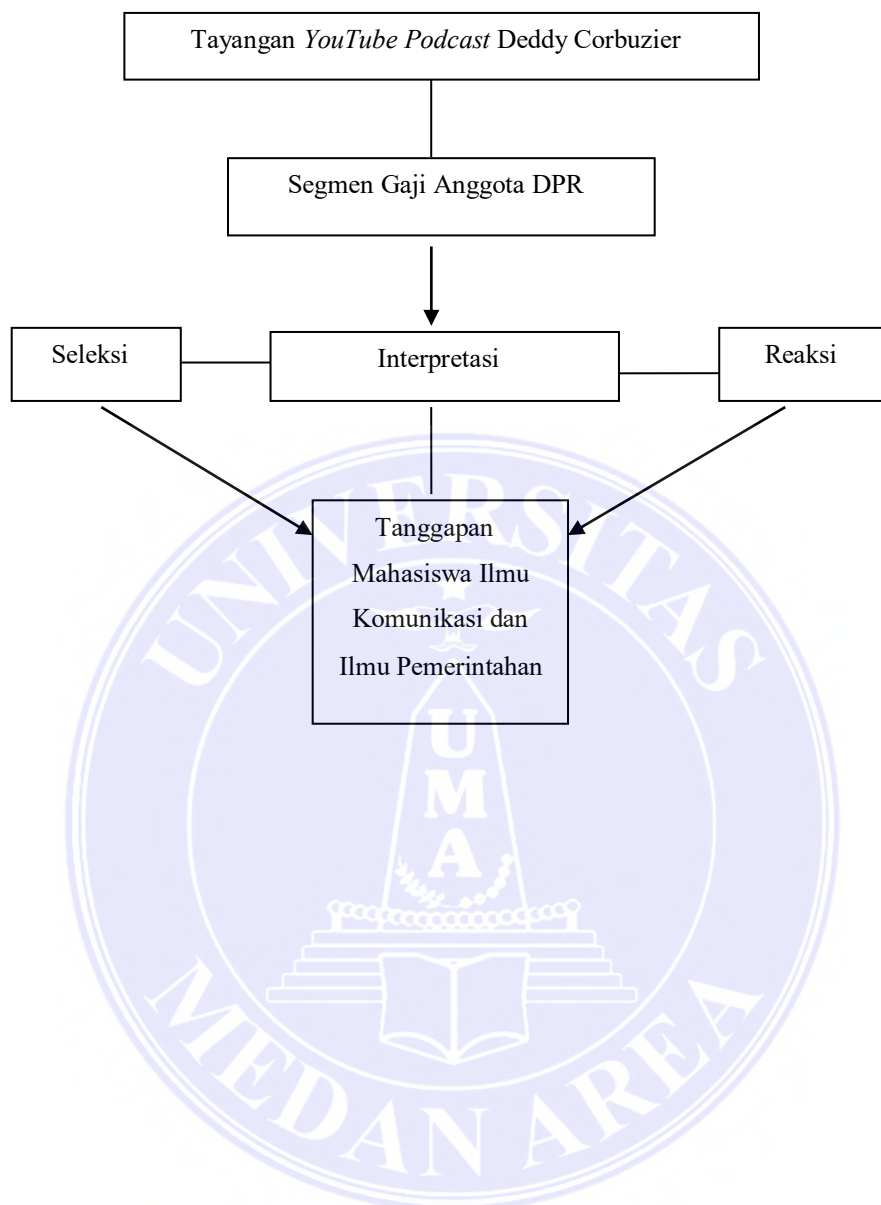 Tayangan YouTube Podcast Deddy Corbuzier
Segmen Gaji Anggota DPR
Seleksi
Interpretasi
Reaksi
Tanggapan
Mahasiswa Ilmu
Komunikasi dan
Ilmu Pemerintahan
UNIVERSITAS
UMA
MEDAN AREA